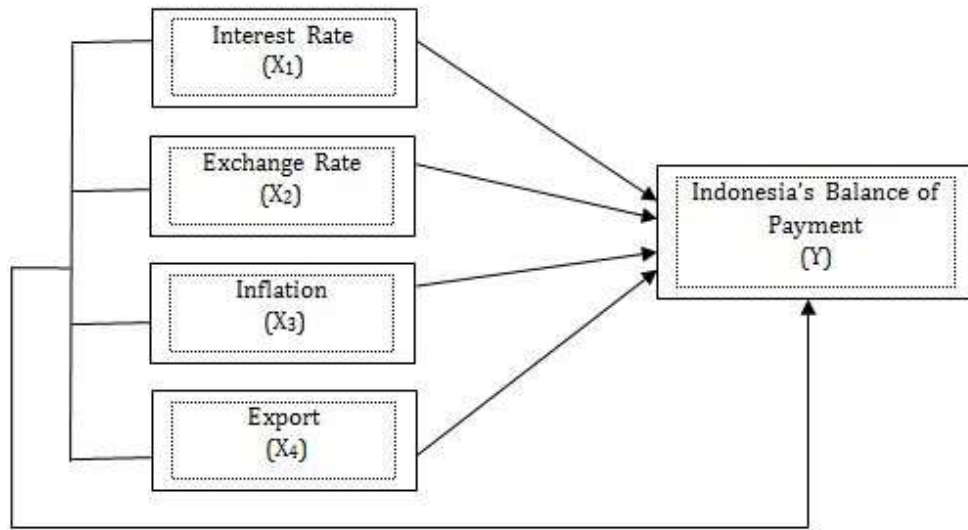 Interest Rate
(X1)
Exchange Rate
(X2)
Inflation
(X3)
Export
(X4)
Indonesia's Balance of
Payment
(Y)